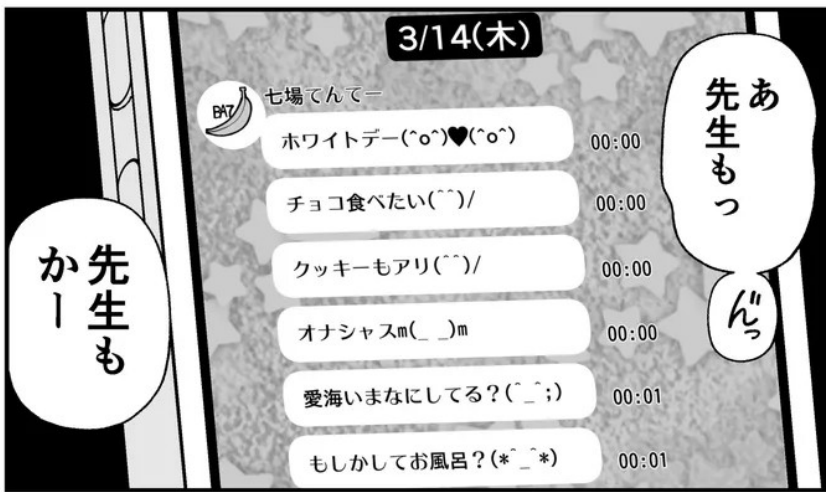 あ
先生もっ
んっ
3/14(木)
BA7
七場てんてー
ホワイトデー(^o^)♥(^o^)
00:00
チョコ食べたい(^^)/
00:00
クッキーもアリ(^^)/
00:00
オナシャスm(_ _)m
00:00
愛海いまなにしてる?(^_^;)
00:01
もしかしてお風呂?(*^_^*)
00:01
先生も
かー